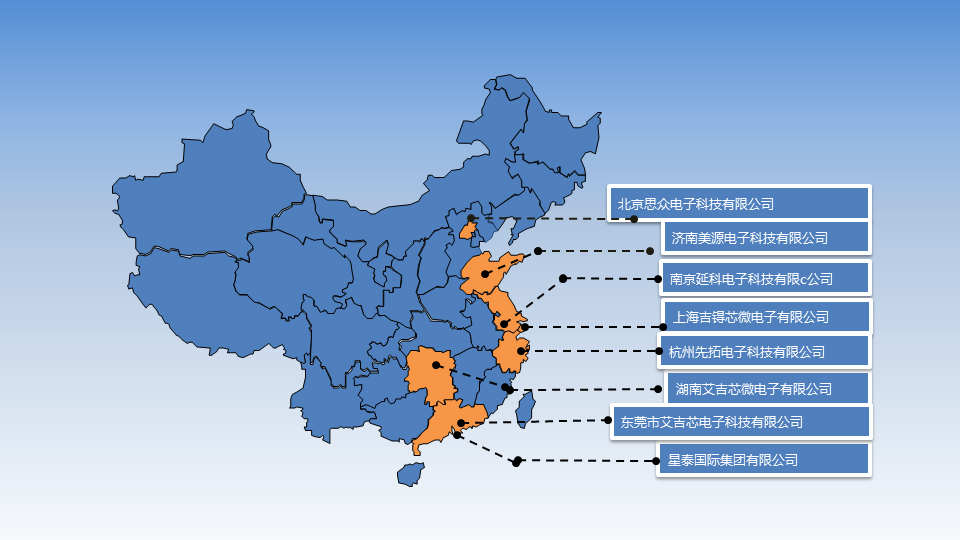 北京思众电子科技有限公司
济南美源电子科技有限公司
南京延科电子科技有限c公司
上海吉锝芯微电子有限公司
杭州先拓电子科技有限公司
湖南艾吉芯微电子有限公司
东莞市艾吉芯电子科技有限公司
星泰国际集团有限公司